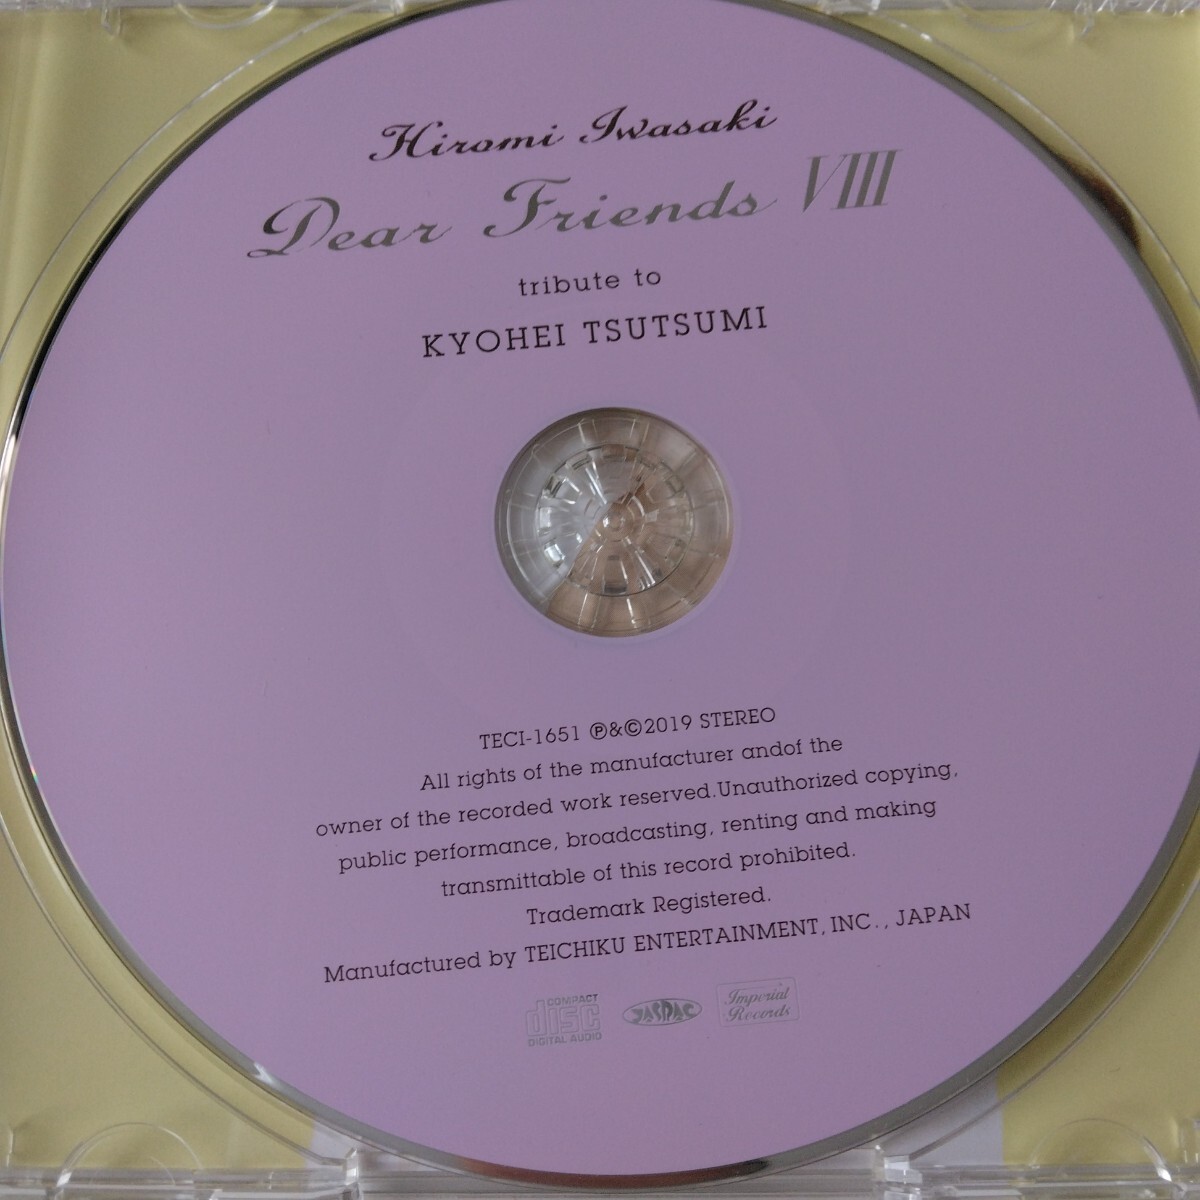 Hiromi Iwasaki
Dear Friends VIII
tribute to
KYOHEI TSUTSUMI
TECI-1651 Ⓟ&©2019 STEREO
All rights of the manufacturer andof the
owner of the recorded work reserved.Unauthorized copying,
public performance, broadcasting, renting and making
transmittable of this record prohibited.
Trademark Registered.
Manufactured by TEICHIKU ENTERTAINMENT, INC., JAPAN
COMPACT
disc
DIGITAL AUDIO
JASRAC
Imperial
Records